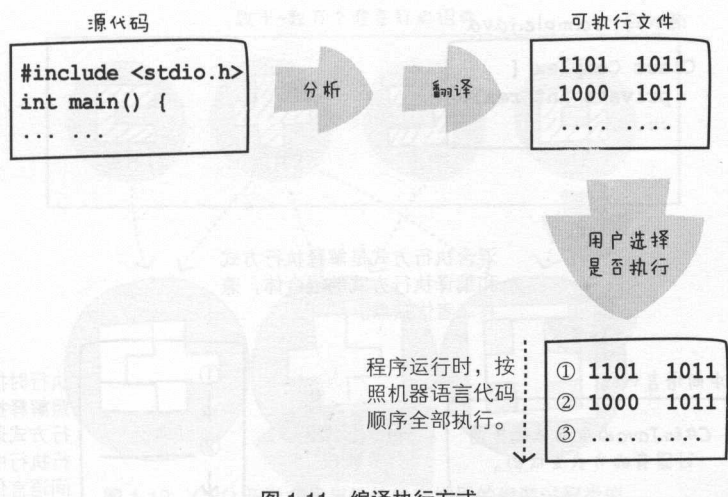 源代码
#include <stdio.h>
int main() {
... ...
分析
翻译
可执行文件
1101 1011
1000 1011
.... ....
用户选择
是否执行
程序运行时，按
照机器语言代码
顺序全部执行。
① 1101 1011
② 1000 1011
③ .... ....
图 1-11 编译执行方式